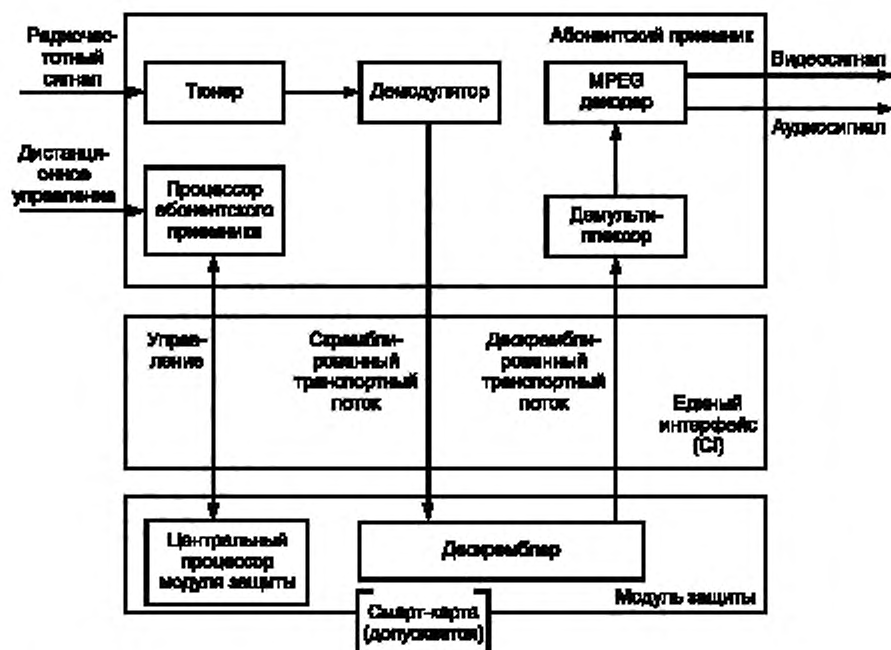 Радиочас-
тотный
сигнал
Абонентский приемник
Тюнер
Демодулятор
MPEG
декодер
Видеосигнал
Аудиосигнал
Дистанци-
онное
управление
Процессор
абонентского
приемника
Демульти-
плексор
Управ-
ление
Скрембли-
рованный
транспортный
поток
Дескрембли-
рованный
транспортный
поток
Единый
интерфейс
(CI)
Центральный
процессор
модуля защиты
Дескремблер
Модуль защиты
Смарт-карта
(допускается)